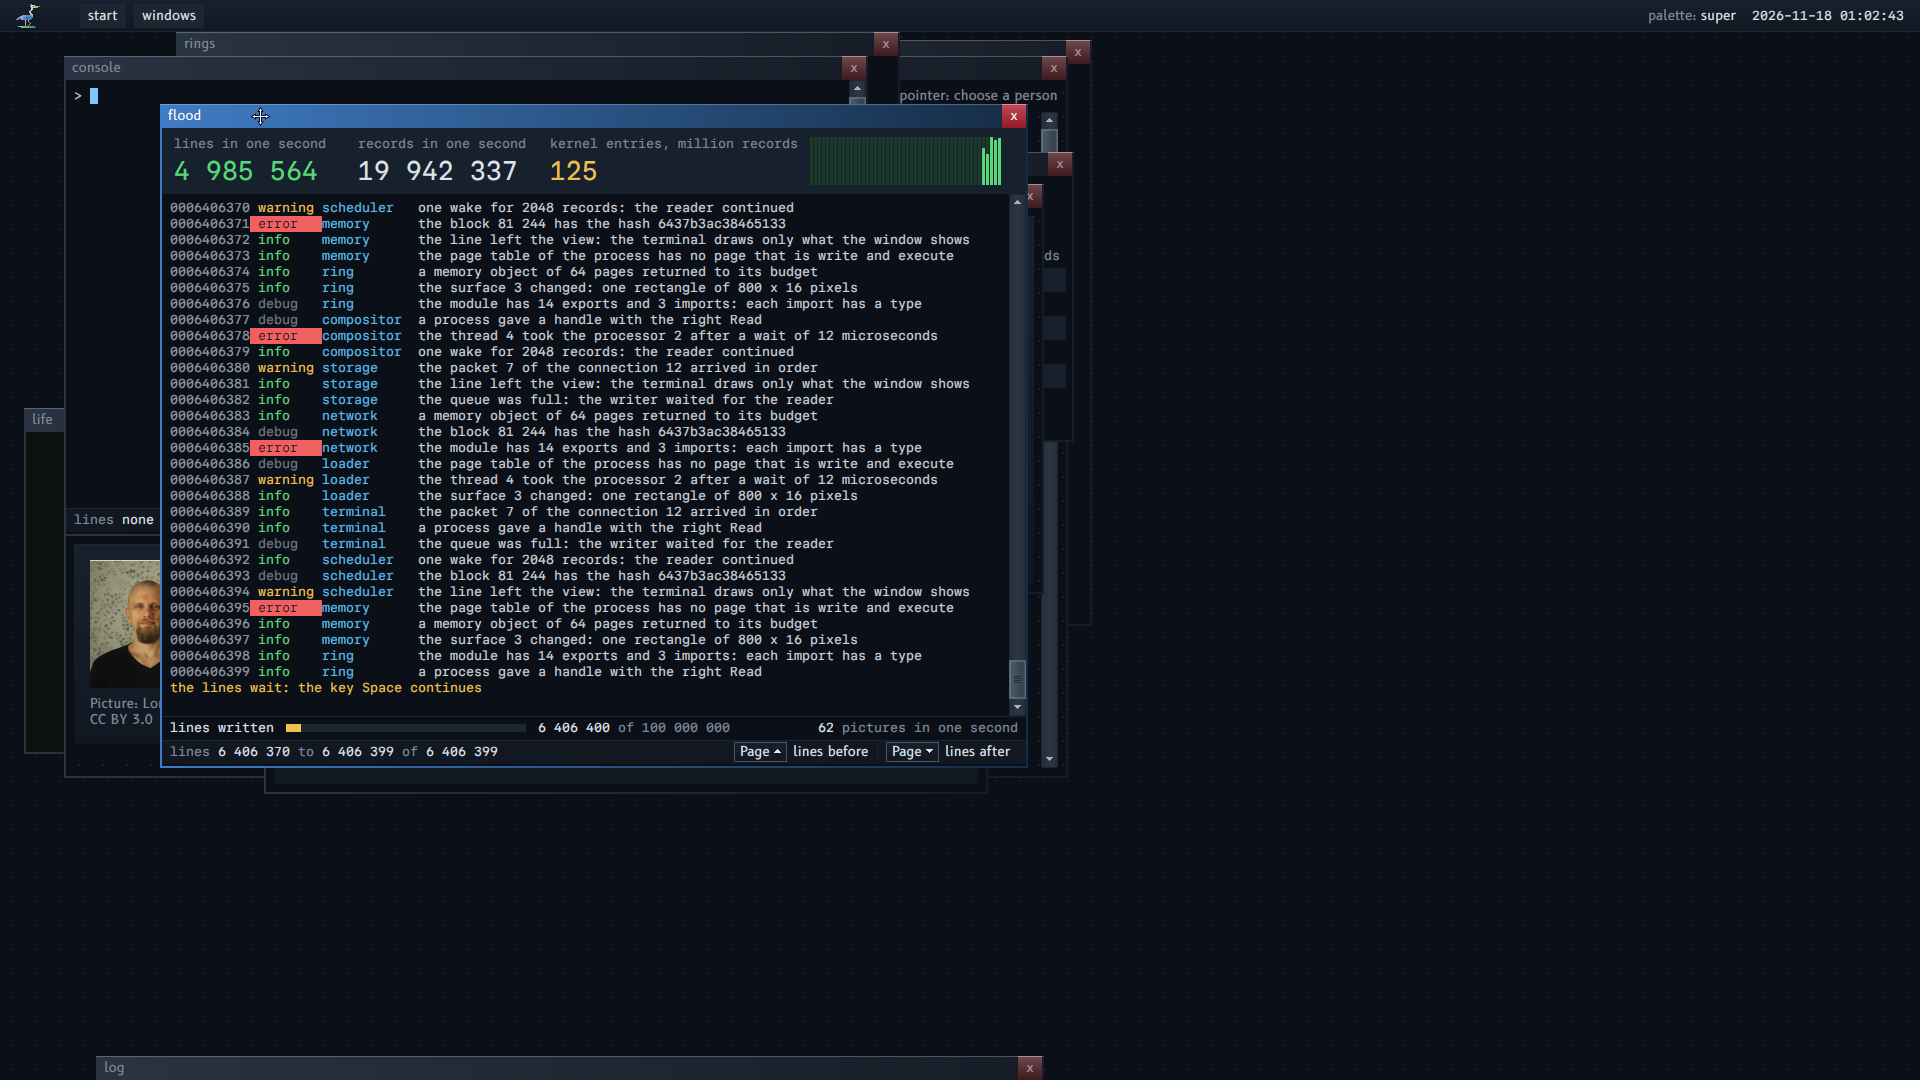 start windows palette: super 2026-11-18 01:02:43
rings x
x
console x
x
> 
pointer: choose a person
flood x
lines in one second records in one second kernel entries, million records
4 985 564 19 942 337 125
x
x
ds
0006406370 warning scheduler one wake for 2048 records: the reader continued
0006406371 error memory the block 81 244 has the hash 6437b3ac38465133
0006406372 info memory the line left the view: the terminal draws only what the window shows
0006406373 info memory the page table of the process has no page that is write and execute
0006406374 info ring a memory object of 64 pages returned to its budget
0006406375 info ring the surface 3 changed: one rectangle of 800 x 16 pixels
0006406376 debug ring the module has 14 exports and 3 imports: each import has a type
0006406377 debug compositor a process gave a handle with the right Read
0006406378 error compositor the thread 4 took the processor 2 after a wait of 12 microseconds
0006406379 info compositor one wake for 2048 records: the reader continued
0006406380 warning storage the packet 7 of the connection 12 arrived in order
0006406381 info storage the line left the view: the terminal draws only what the window shows
0006406382 info storage the queue was full: the writer waited for the reader
0006406383 info network a memory object of 64 pages returned to its budget
0006406384 debug network the block 81 244 has the hash 6437b3ac38465133
0006406385 error network the module has 14 exports and 3 imports: each import has a type
0006406386 debug loader the page table of the process has no page that is write and execute
0006406387 warning loader the thread 4 took the processor 2 after a wait of 12 microseconds
0006406388 info loader the surface 3 changed: one rectangle of 800 x 16 pixels
0006406389 info terminal the packet 7 of the connection 12 arrived in order
0006406390 info terminal a process gave a handle with the right Read
0006406391 debug terminal the queue was full: the writer waited for the reader
0006406392 info scheduler one wake for 2048 records: the reader continued
0006406393 debug scheduler the block 81 244 has the hash 6437b3ac38465133
0006406394 warning scheduler the line left the view: the terminal draws only what the window shows
0006406395 error memory the page table of the process has no page that is write and execute
0006406396 info memory a memory object of 64 pages returned to its budget
0006406397 info memory the surface 3 changed: one rectangle of 800 x 16 pixels
0006406398 info ring the module has 14 exports and 3 imports: each import has a type
0006406399 info ring a process gave a handle with the right Read
the lines wait: the key Space continues
lines written 6 406 400 of 100 000 000 62 pictures in one second
lines 6 406 370 to 6 406 399 of 6 406 399 Page lines before Page lines after
life
lines none
Picture: Lo
CC BY 3.0
log x